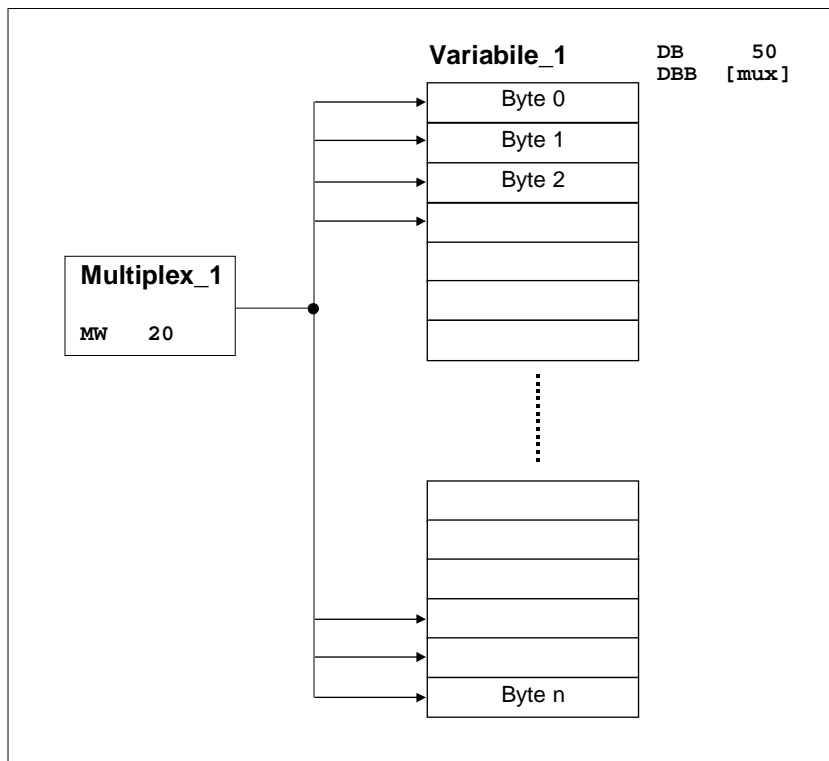 Variabile_1
DB 50
DBB [mux]
Byte 0
Byte 1
Byte 2
Multiplex_1
MW 20
Byte n